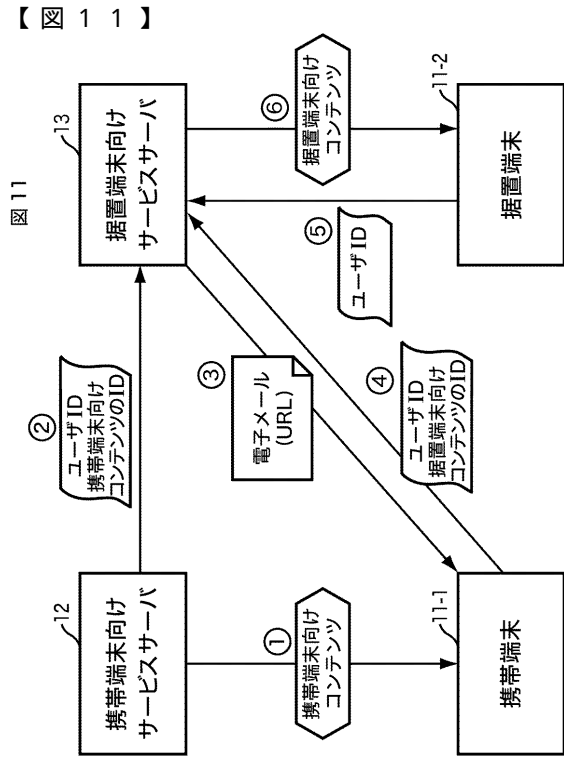 【図１１】
図11
12
携帯端末向け
サービスサーバ
②
ユーザID
携帯端末向け
コンテンツのID
13
据置端末向け
サービスサーバ
①
携帯端末向け
コンテンツ
③
電子メール
(URL)
④
ユーザID
据置端末向け
コンテンツのID
⑤
ユーザID
⑥
据置端末向け
コンテンツ
11-1
携帯端末
11-2
据置端末